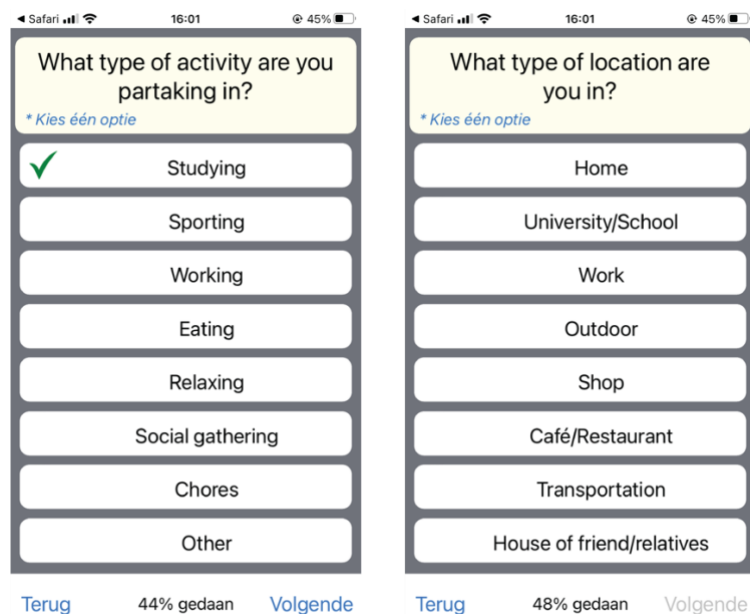 Safari 16:01 45%
What type of activity are you
partaking in?
* Kies één optie
Studying
Sporting
Working
Eating
Relaxing
Social gathering
Chores
Other
Terug 44% gedaan Volgende
Safari 16:01 45%
What type of location are
you in?
* Kies één optie
Home
University/School
Work
Outdoor
Shop
Café/Restaurant
Transportation
House of friend/relatives
Terug 48% gedaan Volgende